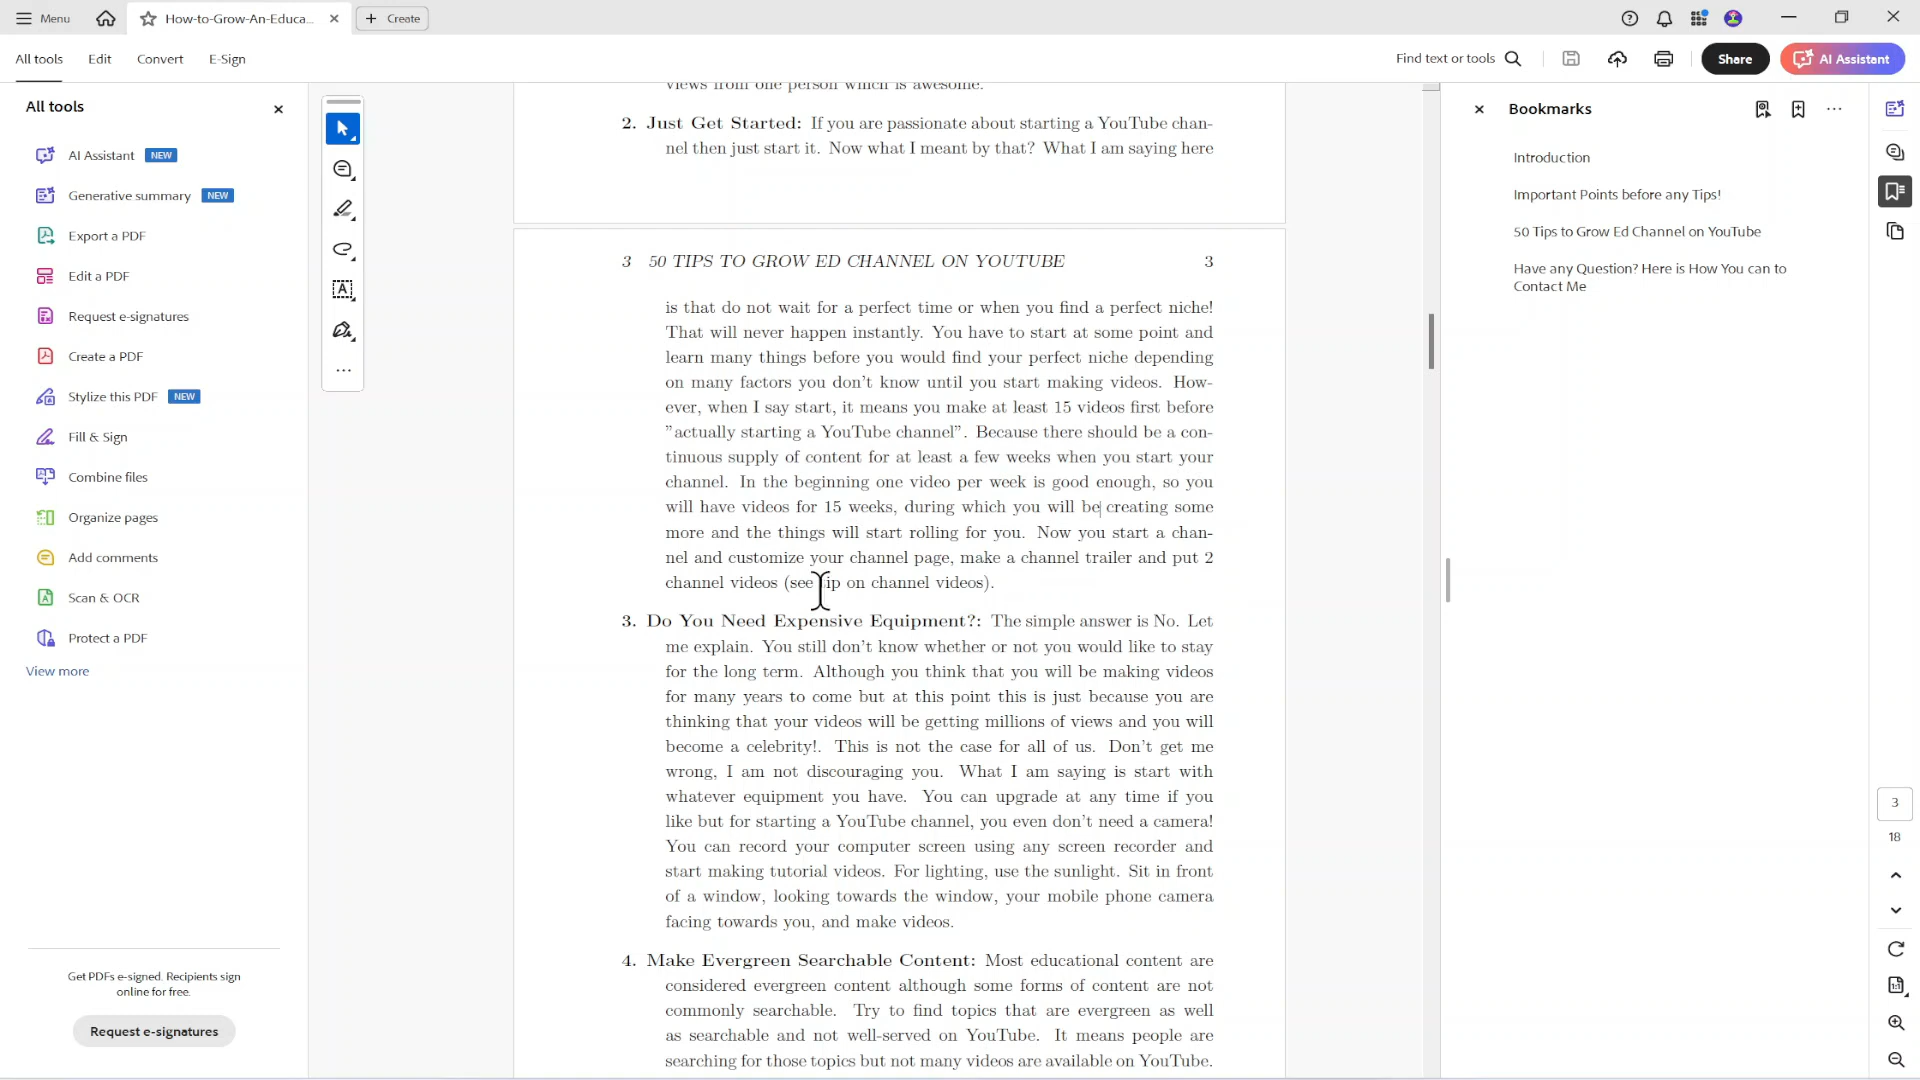 Menu
How-to-Grow-An-Educa...
Create
All tools
Edit
Convert
E-Sign
Find text or tools
Share
AI Assistant
All tools
AI Assistant NEW
Generative summary NEW
Export a PDF
Edit a PDF
Request e-signatures
Create a PDF
Stylize this PDF NEW
Fill & Sign
Combine files
Organize pages
Add comments
Scan & OCR
Protect a PDF
View more
Get PDFs e-signed. Recipients sign
online for free.
Request e-signatures
views from one person which is awesome.
2. Just Get Started: If you are passionate about starting a YouTube chan-
nel then just start it. Now what I meant by that? What I am saying here
3 50 TIPS TO GROW ED CHANNEL ON YOUTUBE 3
is that do not wait for a perfect time or when you find a perfect niche!
That will never happen instantly. You have to start at some point and
learn many things before you would find your perfect niche depending
on many factors you don't know until you start making videos. How-
ever, when I say start, it means you make at least 15 videos first before
"actually starting a YouTube channel". Because there should be a con-
tinuous supply of content for at least a few weeks when you start your
channel. In the beginning one video per week is good enough, so you
will have videos for 15 weeks, during which you will be creating some
more and the things will start rolling for you. Now you start a chan-
nel and customize your channel page, make a channel trailer and put 2
channel videos (see tip on channel videos).
3. Do You Need Expensive Equipment?: The simple answer is No. Let
me explain. You still don't know whether or not you would like to stay
for the long term. Although you think that you will be making videos
for many years to come but at this point this is just because you are
thinking that your videos will be getting millions of views and you will
become a celebrity!. This is not the case for all of us. Don't get me
wrong, I am not discouraging you. What I am saying is start with
whatever equipment you have. You can upgrade at any time if you
like but for starting a YouTube channel, you even don't need a camera!
You can record your computer screen using any screen recorder and
start making tutorial videos. For lighting, use the sunlight. Sit in front
of a window, looking towards the window, your mobile phone camera
facing towards you, and make videos.
4. Make Evergreen Searchable Content: Most educational content are
considered evergreen content although some forms of content are not
commonly searchable. Try to find topics that are evergreen as well
as searchable and not well-served on YouTube. It means people are
searching for those topics but not many videos are available on YouTube.
Bookmarks
Introduction
Important Points before any Tips!
50 Tips to Grow Ed Channel on YouTube
Have any Question? Here is How You can to
Contact Me
3
18